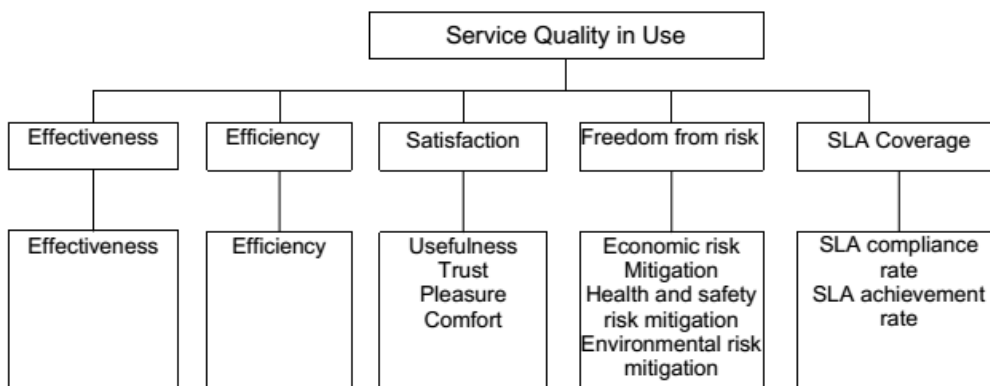 Service Quality in Use
Effectiveness
Efficiency
Satisfaction
Freedom from risk
SLA Coverage
Effectiveness
Efficiency
Usefulness
Trust
Pleasure
Comfort
Economic risk
Mitigation
Health and safety
risk mitigation
Environmental risk
mitigation
SLA compliance
rate
SLA achievement
rate